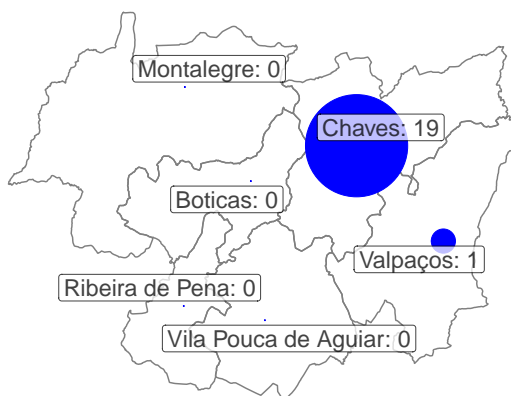 Montalegre: 0
Chaves: 19
Boticas: 0
Valpaços: 1
Ribeira de Pena: 0
Vila Pouca de Aguiar: 0